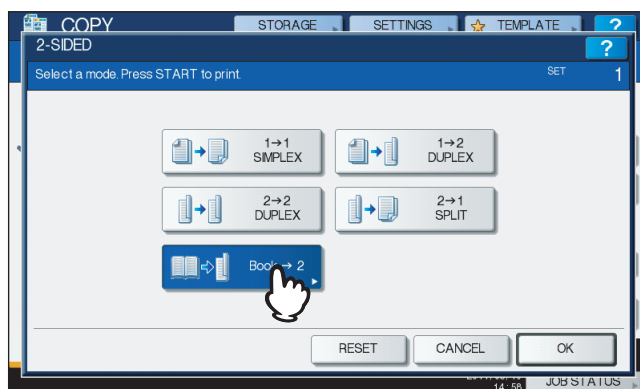 COPY
STORAGE
SETTINGS
TEMPLATE
?
2-SIDED
?
Select a mode. Press START to print.
SET 1
1→1
SIMPLEX
1→2
DUPLEX
2→2
DUPLEX
2→1
SPLIT
Book → 2
RESET
CANCEL
OK
14:58
JOB STATUS